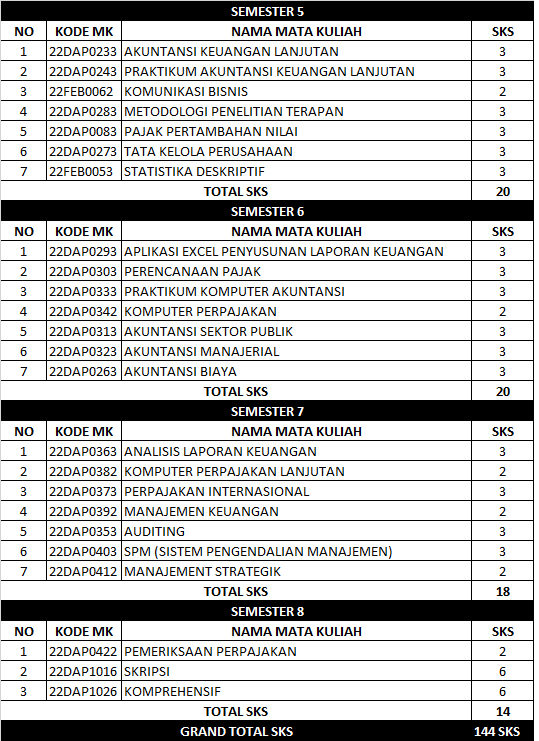 SEMESTER 5
NO KODE MK NAMA MATA KULIAH SKS
1 22DAP0233 AKUNTANSI KEUANGAN LANJUTAN 3
2 22DAP0243 PRAKTIKUM AKUNTANSI KEUANGAN LANJUTAN 3
3 22FEB0062 KOMUNIKASI BISNIS 2
4 22DAP0283 METODOLOGI PENELITIAN TERAPAN 3
5 22DAP0083 PAJAK PERTAMBAHAN NILAI 3
6 22DAP0273 TATA KELOLA PERUSAHAAN 3
7 22FEB0053 STATISTIKA DESKRIPTIF 3
TOTAL SKS 20
SEMESTER 6
NO KODE MK NAMA MATA KULIAH SKS
1 22DAP0293 APLIKASI EXCEL PENYUSUNAN LAPORAN KEUANGAN 3
2 22DAP0303 PERENCANAAN PAJAK 3
3 22DAP0333 PRAKTIKUM KOMPUTER AKUNTANSI 3
4 22DAP0342 KOMPUTER PERPAJAKAN 2
5 22DAP0313 AKUNTANSI SEKTOR PUBLIK 3
6 22DAP0323 AKUNTANSI MANAJERIAL 3
7 22DAP0263 AKUNTANSI BIAYA 3
TOTAL SKS 20
SEMESTER 7
NO KODE MK NAMA MATA KULIAH SKS
1 22DAP0363 ANALISIS LAPORAN KEUANGAN 3
2 22DAP0382 KOMPUTER PERPAJAKAN LANJUTAN 2
3 22DAP0373 PERPAJAKAN INTERNASIONAL 3
4 22DAP0392 MANAJEMEN KEUANGAN 2
5 22DAP0353 AUDITING 3
6 22DAP0403 SPM (SISTEM PENGENDALIAN MANAJEMEN) 3
7 22DAP0412 MANAJEMENT STRATEGIK 2
TOTAL SKS 18
SEMESTER 8
NO KODE MK NAMA MATA KULIAH SKS
1 22DAP0422 PEMERIKSAAN PERPAJAKAN 2
2 22DAP1016 SKRIPSI 6
3 22DAP1026 KOMPREHENSIF 6
TOTAL SKS 14
GRAND TOTAL SKS 144 SKS